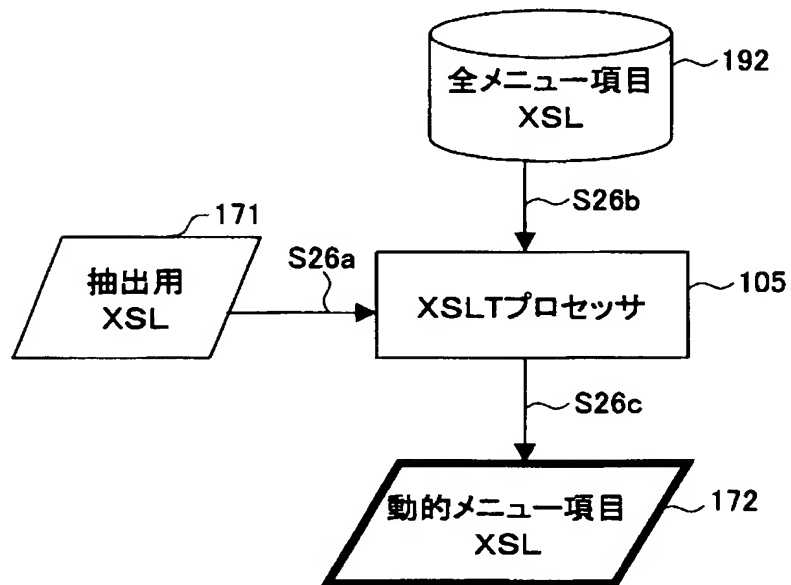 全メニュー項目
XSL
192
S26b
171
抽出用
XSL
S26a
XSLTプロセッサ
105
S26c
動的メニュー項目
XSL
172